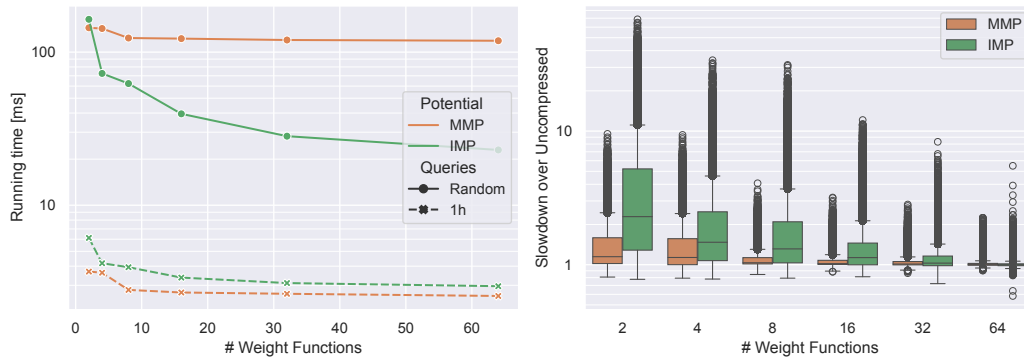 100
10
Running time [ms]
0
10
20
30
40
50
60
# Weight Functions
Potential
MMP
IMP
Queries
Random
1h
10
1
Slowdown over Uncompressed
2
4
8
16
32
64
# Weight Functions
MMP
IMP